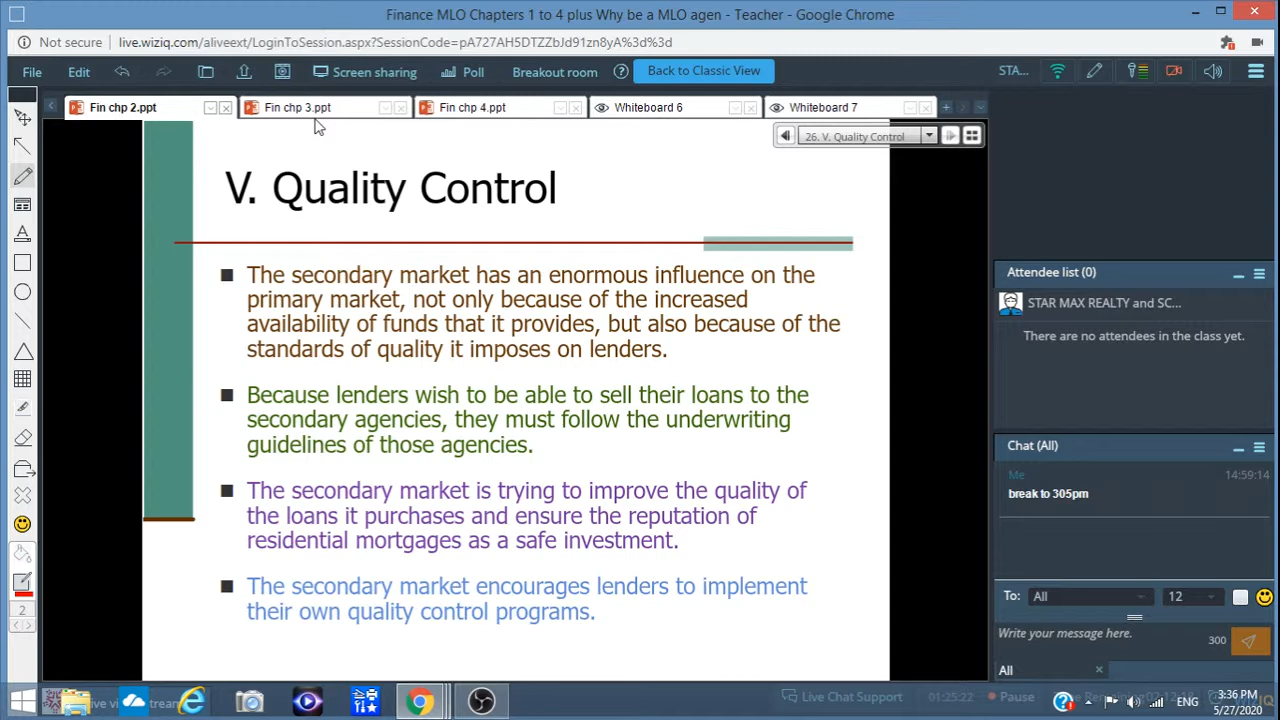 Finance MLO Chapters 1 to 4 plus Why be a MLO agen - Teacher - Google Chrome
Not secure | live.wiziq.com/aliveext/LoginToSession.aspx?SessionCode=pA727AH5DTZZbJd91zn8yA%3d%3d
File Edit Screen sharing Poll Breakout room Back to Classic View STA...
Fin chp 2.ppt Fin chp 3.ppt Fin chp 4.ppt Whiteboard 6 Whiteboard 7
26. V. Quality Control
V. Quality Control
The secondary market has an enormous influence on the
primary market, not only because of the increased
availability of funds that it provides, but also because of the
standards of quality it imposes on lenders.
Because lenders wish to be able to sell their loans to the
secondary agencies, they must follow the underwriting
guidelines of those agencies.
The secondary market is trying to improve the quality of
the loans it purchases and ensure the reputation of
residential mortgages as a safe investment.
The secondary market encourages lenders to implement
their own quality control programs.
2
Attendee list (0)
STAR MAX REALTY and SC...
There are no attendees in the class yet.
Chat (All)
Me 14:59:14
break to 305pm
To: All 12
Write your message here. 300
All
Live Chat Support 01:25:22 Pause
ENG
3:36 PM
5/27/2020